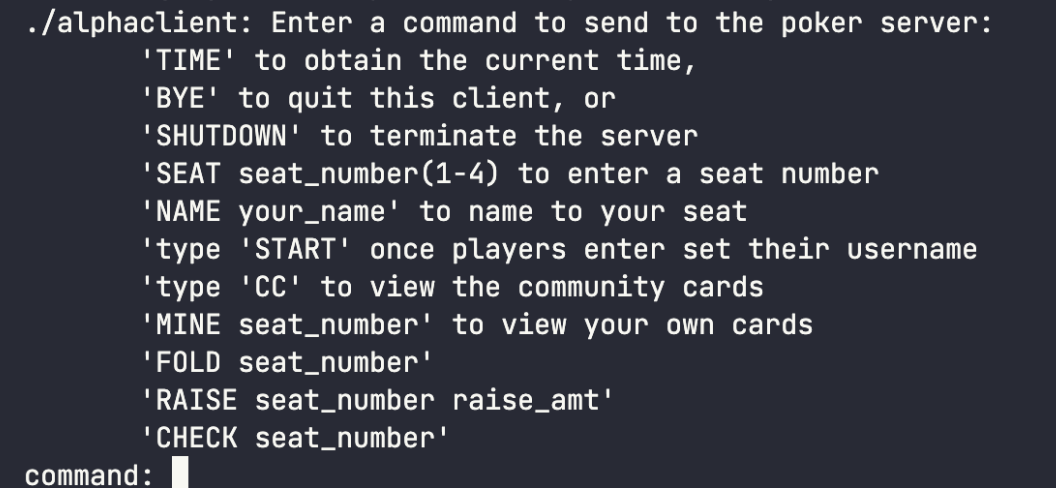 ./alphaclient: Enter a command to send to the poker server:
'TIME' to obtain the current time,
'BYE' to quit this client, or
'SHUTDOWN' to terminate the server
'SEAT seat_number(1-4) to enter a seat number
'NAME your_name' to name to your seat
'type 'START' once players enter set their username
'type 'CC' to view the community cards
'MINE seat_number' to view your own cards
'FOLD seat_number'
'RAISE seat_number raise_amt'
'CHECK seat_number'
command: